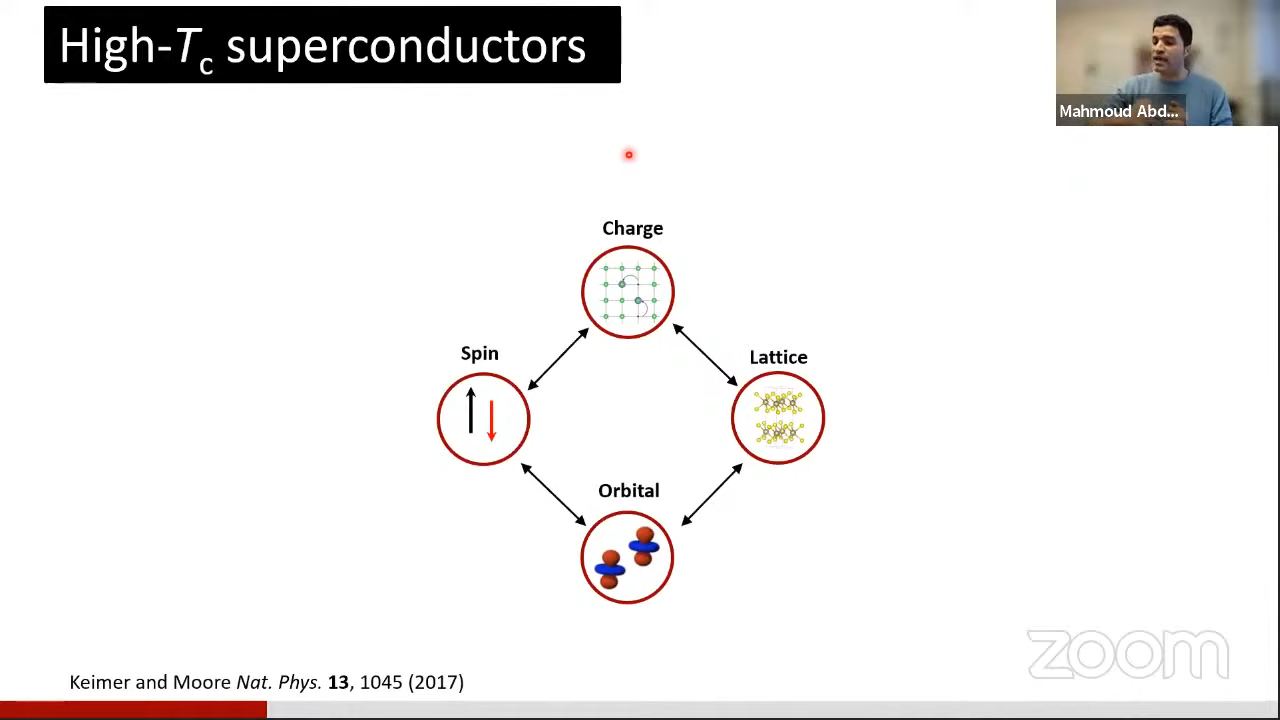 High-Tc superconductors
Mahmoud Abd...
Charge
Spin
Lattice
Orbital
zoom
Keimer and Moore Nat. Phys. 13, 1045 (2017)